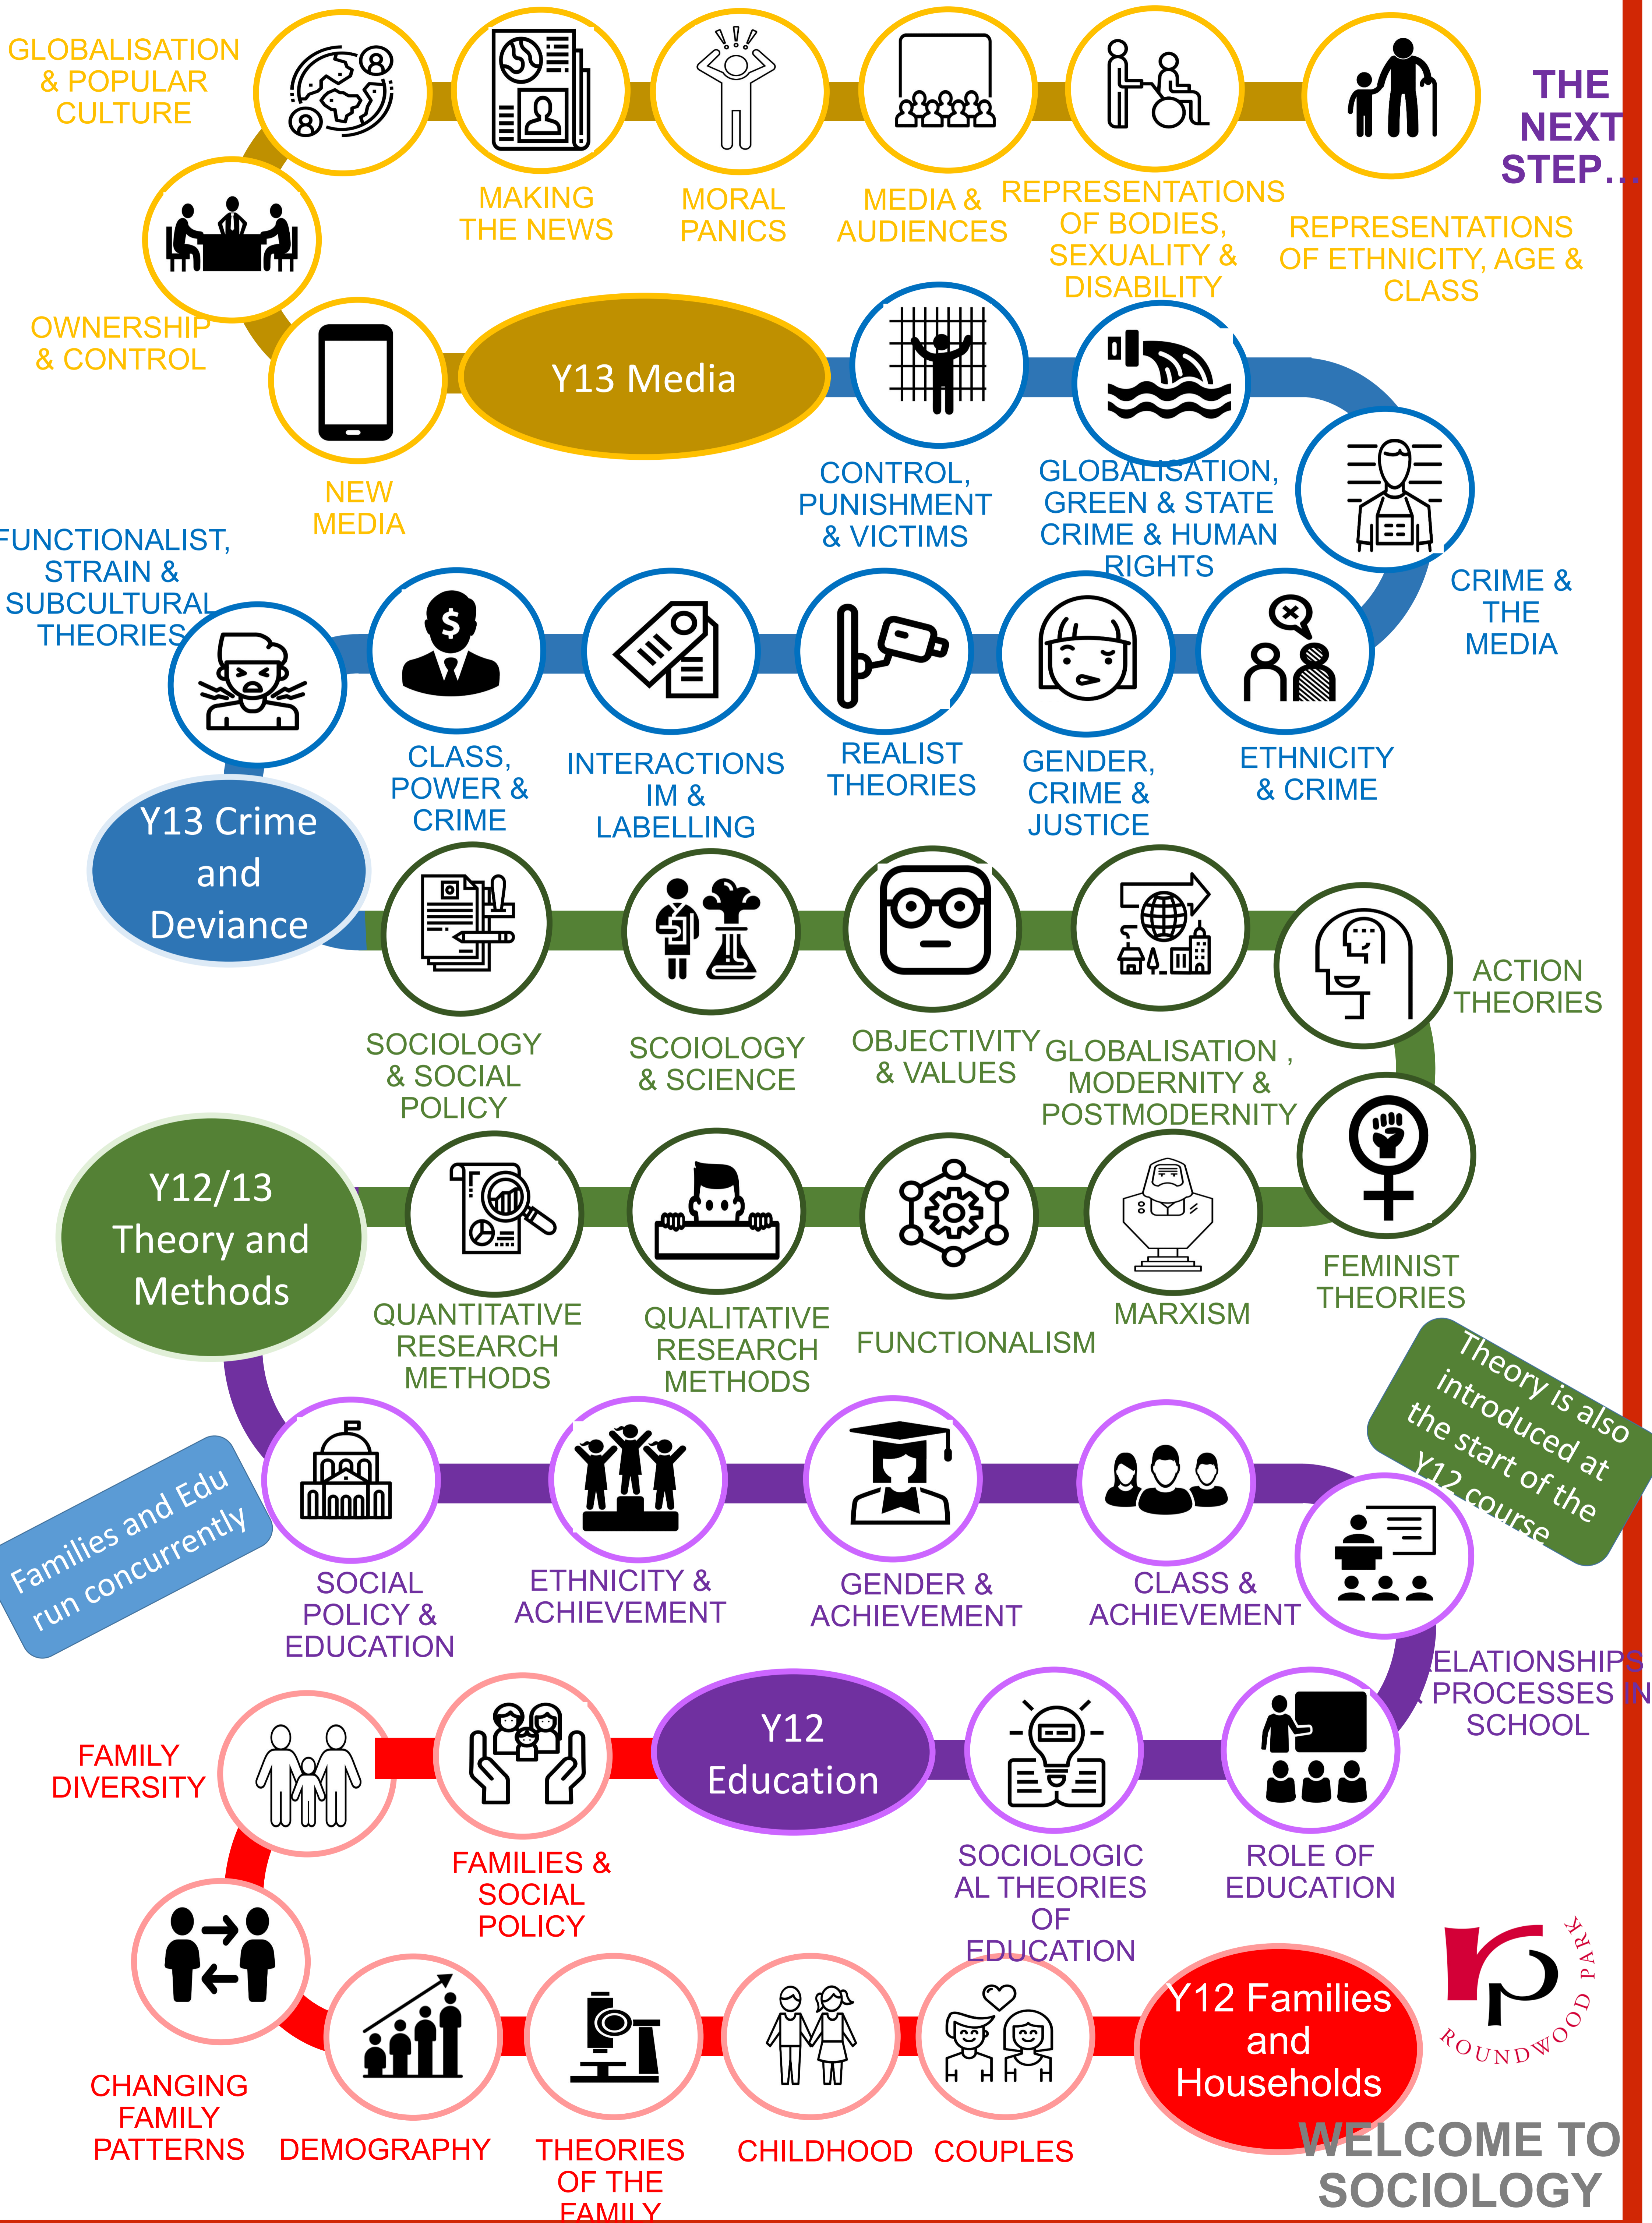 GLOBALISATION
& POPULAR
CULTURE
MAKING
THE NEWS
MORAL
PANICS
MEDIA &
AUDIENCES
REPRESENTATIONS
OF BODIES,
SEXUALITY &
DISABILITY
REPRESENTATIONS
OF ETHNICITY, AGE &
CLASS
THE
NEXT
STEP...
OWNERSHIP
& CONTROL
NEW
MEDIA
Y13 Media
CONTROL,
PUNISHMENT
& VICTIMS
GLOBALISATION,
GREEN & STATE
CRIME & HUMAN
RIGHTS
CRIME &
THE
MEDIA
FUNCTIONALIST,
STRAIN &
SUBCULTURAL
THEORIES
$
CLASS,
POWER &
CRIME
INTERACTIONS
IM &
LABELLING
REALIST
THEORIES
GENDER,
CRIME &
JUSTICE
ETHNICITY
& CRIME
Y13 Crime
and
Deviance
SOCIOLOGY
& SOCIAL
POLICY
SCOIOLOGY
& SCIENCE
OBJECTIVITY
& VALUES
GLOBALISATION ,
MODERNITY &
POSTMODERNITY
ACTION
THEORIES
Y12/13
Theory and
Methods
QUANTITATIVE
RESEARCH
METHODS
QUALITATIVE
RESEARCH
METHODS
FUNCTIONALISM
MARXISM
FEMINIST
THEORIES
Theory is also
introduced at
the start of the
Y12 course
Families and Edu
run concurrently
SOCIAL
POLICY &
EDUCATION
ETHNICITY &
ACHIEVEMENT
GENDER &
ACHIEVEMENT
CLASS &
ACHIEVEMENT
ELATIONSHIPS
& PROCESSES IN
SCHOOL
FAMILY
DIVERSITY
FAMILIES &
SOCIAL
POLICY
Y12
Education
SOCIOLOGIC
AL THEORIES
OF
EDUCATION
ROLE OF
EDUCATION
CHANGING
FAMILY
PATTERNS
DEMOGRAPHY
THEORIES
OF THE
FAMILY
CHILDHOOD
COUPLES
Y12 Families
and
Households
rp
ROUNDWOOD PARK
WELCOME TO
SOCIOLOGY